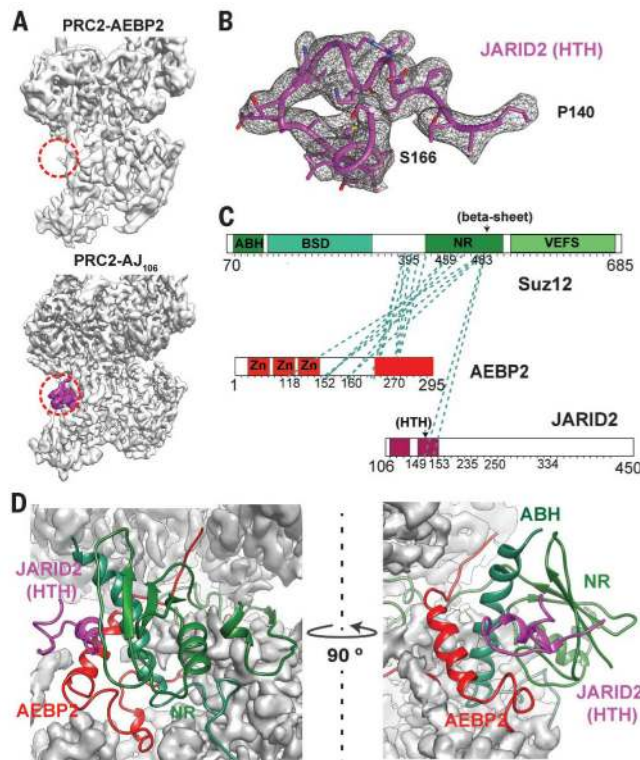 A
PRC2-AEBP2
PRC2-AJ106
B
JARID2 (HTH)
P140
S166
C
(beta-sheet)
ABH BSD NR VEFS
70 395 489 493 685
Suz12
Zn Zn Zn
1 118 152 160 270 295
AEBP2
(HTH)
JARID2
106 149 153 235 250 334 450
D
JARID2
(HTH)
AEBP2
NR
90 °
ABH
NR
AEBP2
JARID2
(HTH)